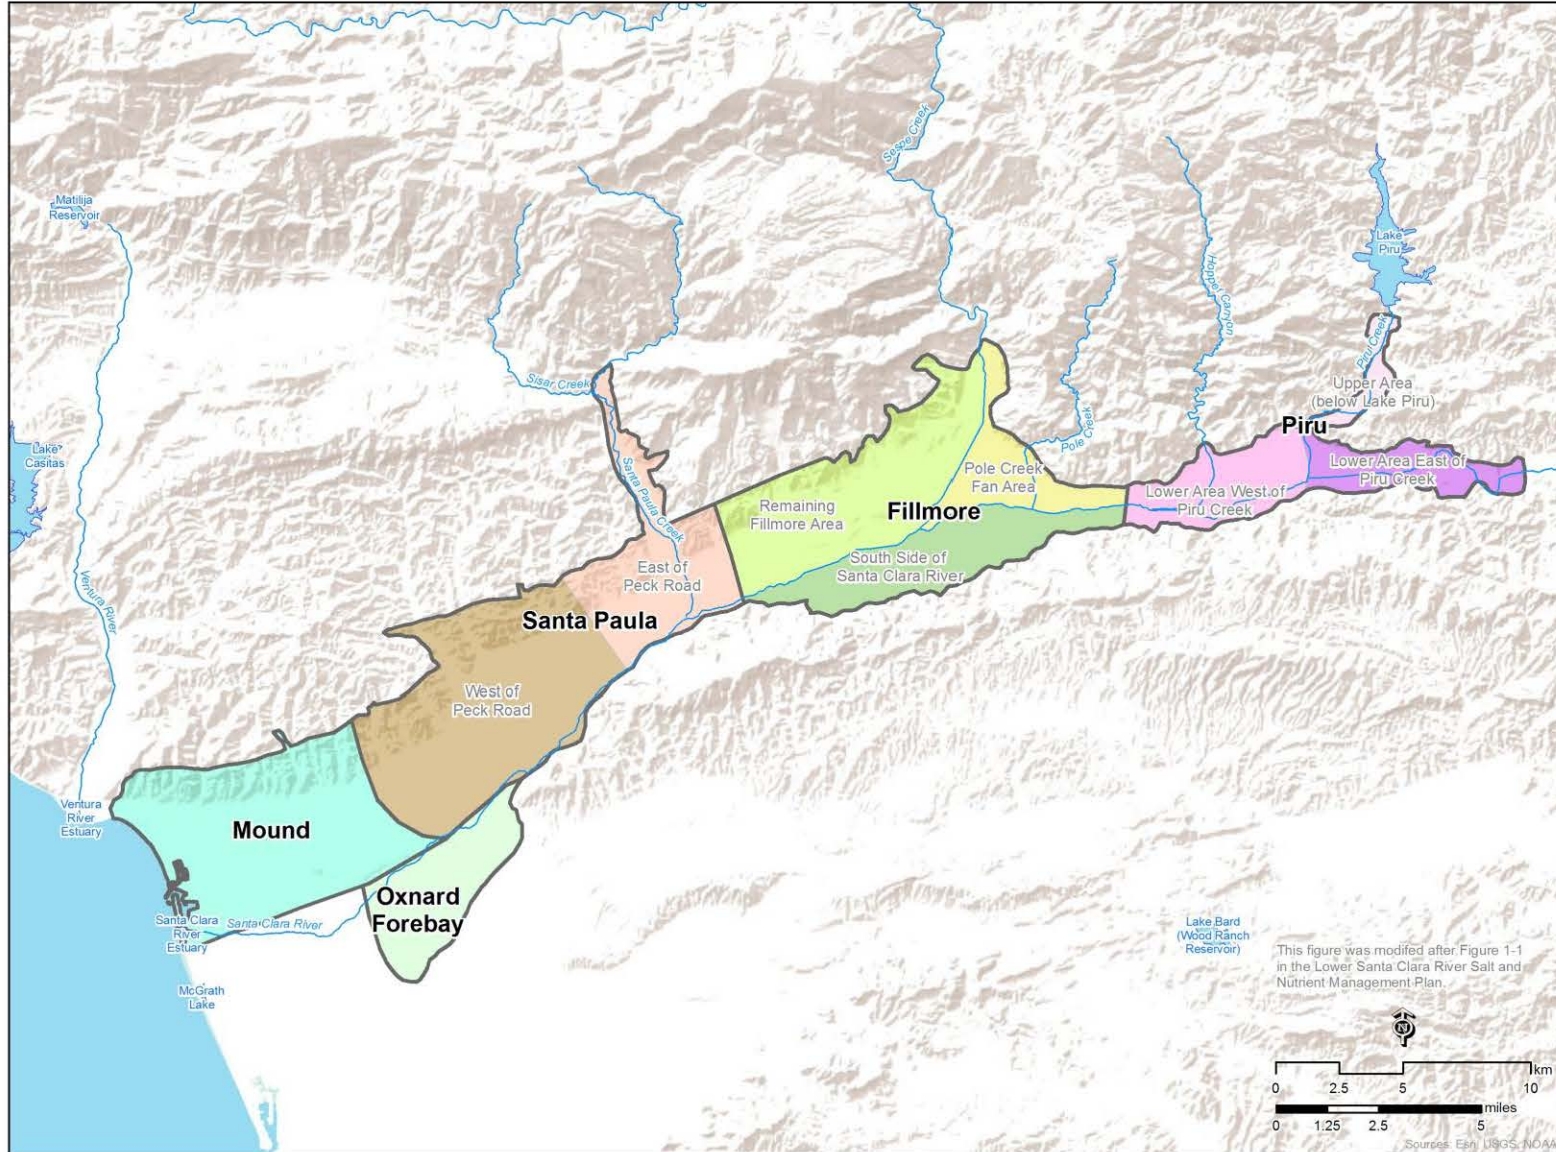 Sespe Creek
Matilija
Reservoir
Lake
Piru
Hopper Canyon
Piru Creek
Sisar Creek
Upper Area
(below Lake Piru)
Piru
Pole Creek
Lake
Casitas
Santa Paula Creek
Pole Creek
Fan Area
Lower Area East of
Piru Creek
Lower Area West of
Piru Creek
Remaining
Fillmore Area
Fillmore
South Side of
Santa Clara River
East of
Peck Road
Ventura River
Santa Paula
West of
Peck Road
Ventura
River
Estuary
Mound
Oxnard
Forebay
Santa Clara
River
Estuary
Santa Clara River
McGrath
Lake
Lake Bard
(Wood Ranch
Reservoir)
This figure was modifed after Figure 1-1
in the Lower Santa Clara River Salt and
Nutrient Management Plan.
N
km
0 2.5 5 10
miles
0 1.25 2.5 5
Sources: Esri, USGS, NOAA